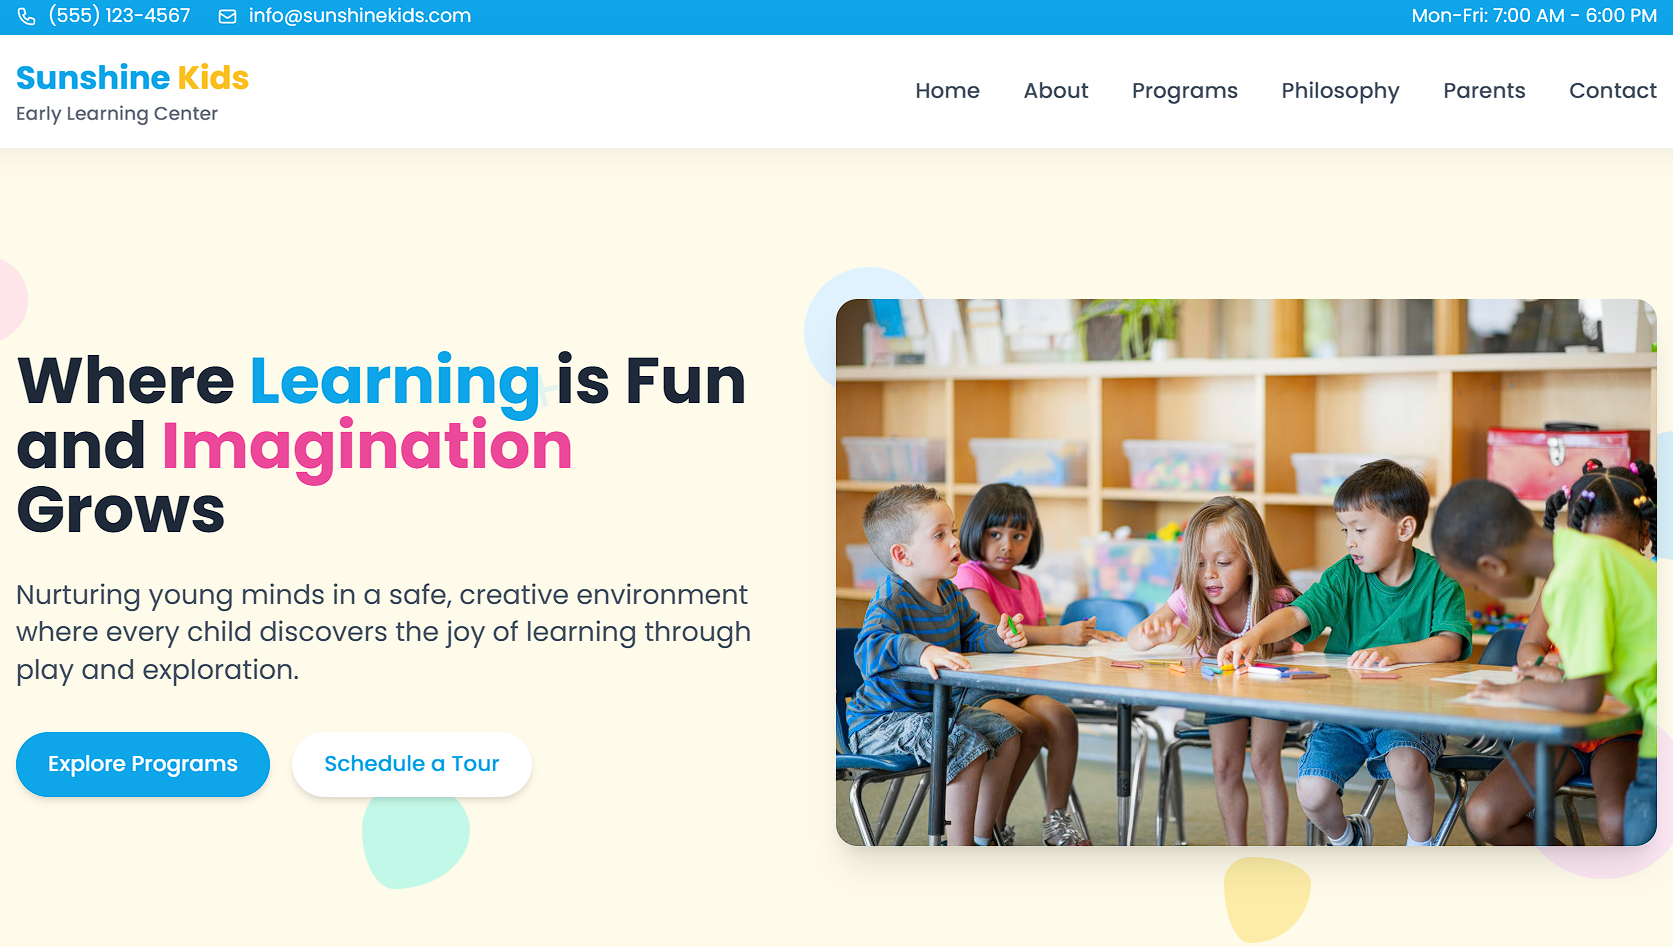 (555) 123-4567 info@sunshinekids.com Mon-Fri: 7:00 AM - 6:00 PM
Sunshine Kids
Early Learning Center
Home About Programs Philosophy Parents Contact
Where Learning is Fun
and Imagination
Grows
Nurturing young minds in a safe, creative environment
where every child discovers the joy of learning through
play and exploration.
Explore Programs Schedule a Tour